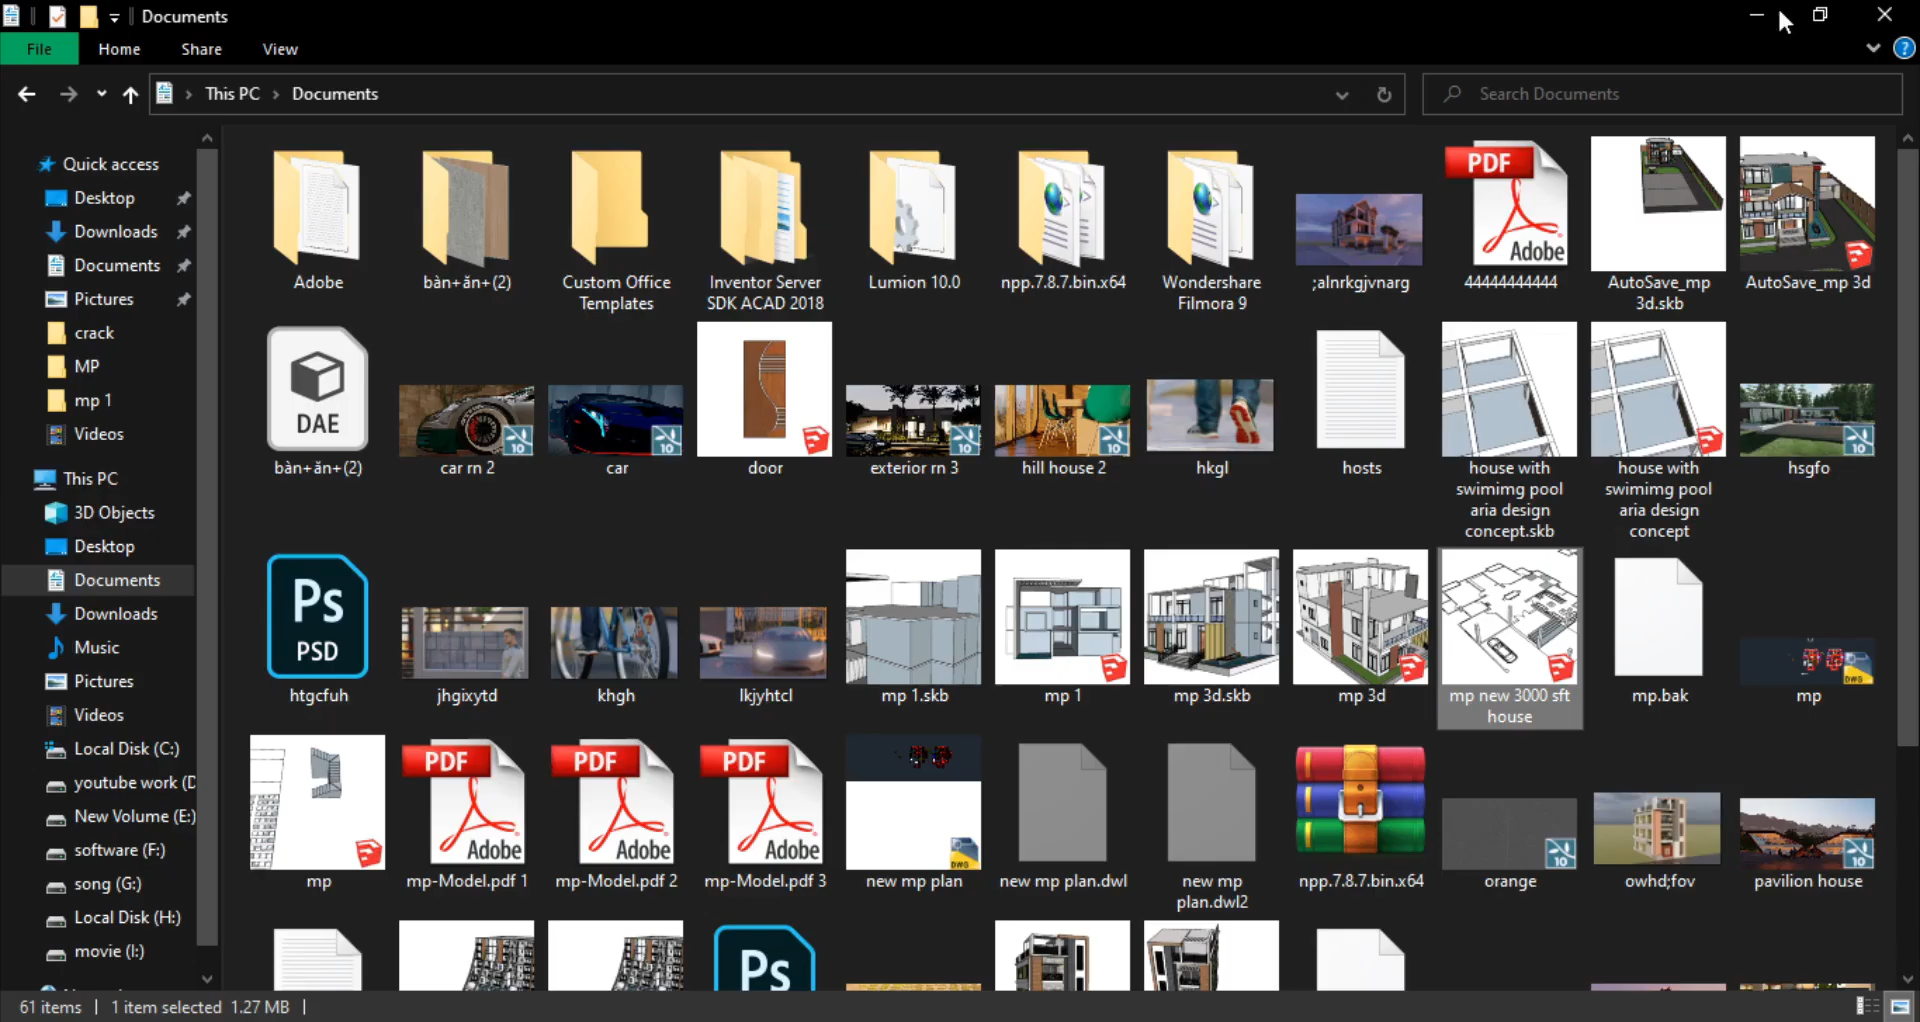 Documents
File Home Share View
This PC > Documents
Search Documents
Quick access
Desktop
Downloads
Documents
Pictures
crack
MP
mp 1
Videos
This PC
3D Objects
Desktop
Documents
Downloads
Music
Pictures
Videos
Local Disk (C:)
youtube work (D
New Volume (E:)
software (F:)
song (G:)
Local Disk (H:)
movie (I:)
Adobe
bàn+ăn+(2)
Custom Office
Templates
Inventor Server
SDK ACAD 2018
Lumion 10.0
npp.7.8.7.bin.x64
Wondershare
Filmora 9
;alnrkgjvnarg
PDF
Adobe
44444444444
AutoSave_mp
3d.skb
AutoSave_mp 3d
DAE
bàn+ăn+(2)
10
car rn 2
10
car
door
10
exterior rn 3
10
hill house 2
hkgl
hosts
house with
swimimg pool
aria design
concept.skb
house with
swimimg pool
aria design
concept
10
hsgfo
Ps
PSD
htgcfuh
jhgixytd
khgh
lkjyhtcl
mp 1.skb
mp 1
mp 3d.skb
mp 3d
mp new 3000 sft
house
mp.bak
DWG
mp
mp
PDF
Adobe
mp-Model.pdf 1
PDF
Adobe
mp-Model.pdf 2
PDF
Adobe
mp-Model.pdf 3
DWG
new mp plan
new mp plan.dwl
new mp
plan.dwl2
npp.7.8.7.bin.x64
10
orange
owhd;fov
10
pavilion house
Ps
61 items | 1 item selected 1.27 MB |